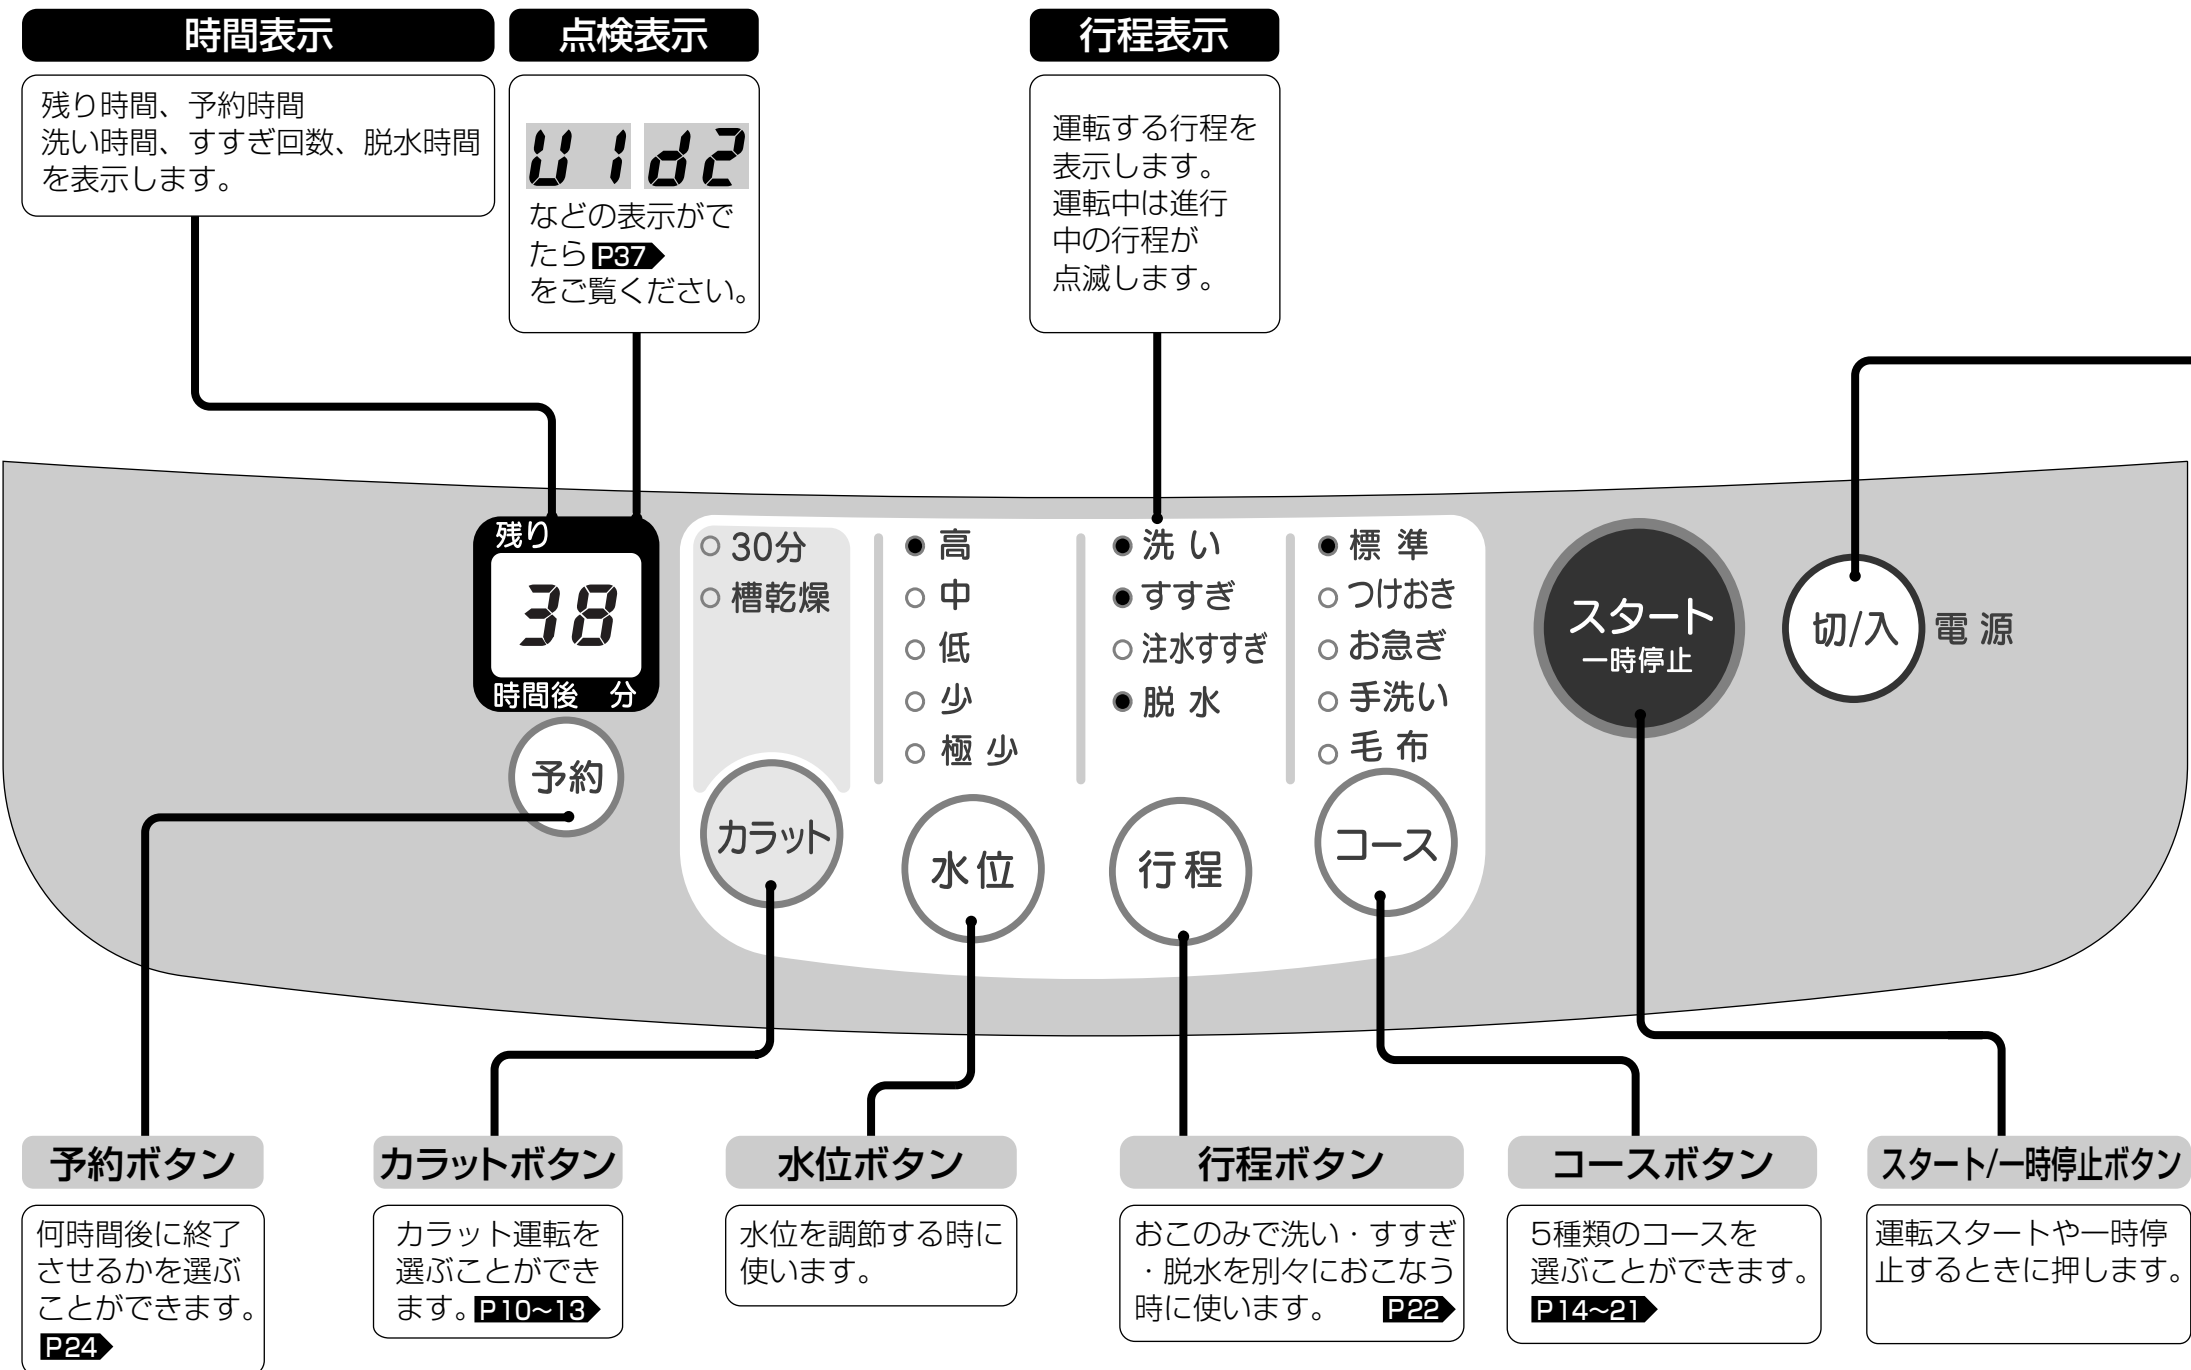 時間表示
残り時間、予約時間
洗い時間、すすぎ回数、脱水時間
を表示します。
点検表示
U1 d2
などの表示がで
たら P37
をご覧ください。
行程表示
運転する行程を
表示します。
運転中は進行
中の行程が
点滅します。
残り
38
時間後 分
予約
30分
槽乾燥
カラット
高
中
低
少
極少
水位
洗い
すすぎ
注水すすぎ
脱水
行程
標準
つけおき
お急ぎ
手洗い
毛布
コース
スタート
一時停止
切/入
電源
予約ボタン
何時間後に終了
させるかを選ぶ
ことができます。
P24
カラットボタン
カラット運転を
選ぶことができ
ます。P10~13
水位ボタン
水位を調節する時に
使います。
行程ボタン
おこのみで洗い・すすぎ
・脱水を別々におこなう
時に使います。 P22
コースボタン
5種類のコースを
選ぶことができます。
P14~21
スタート/一時停止ボタン
運転スタートや一時停
止するときに押します。